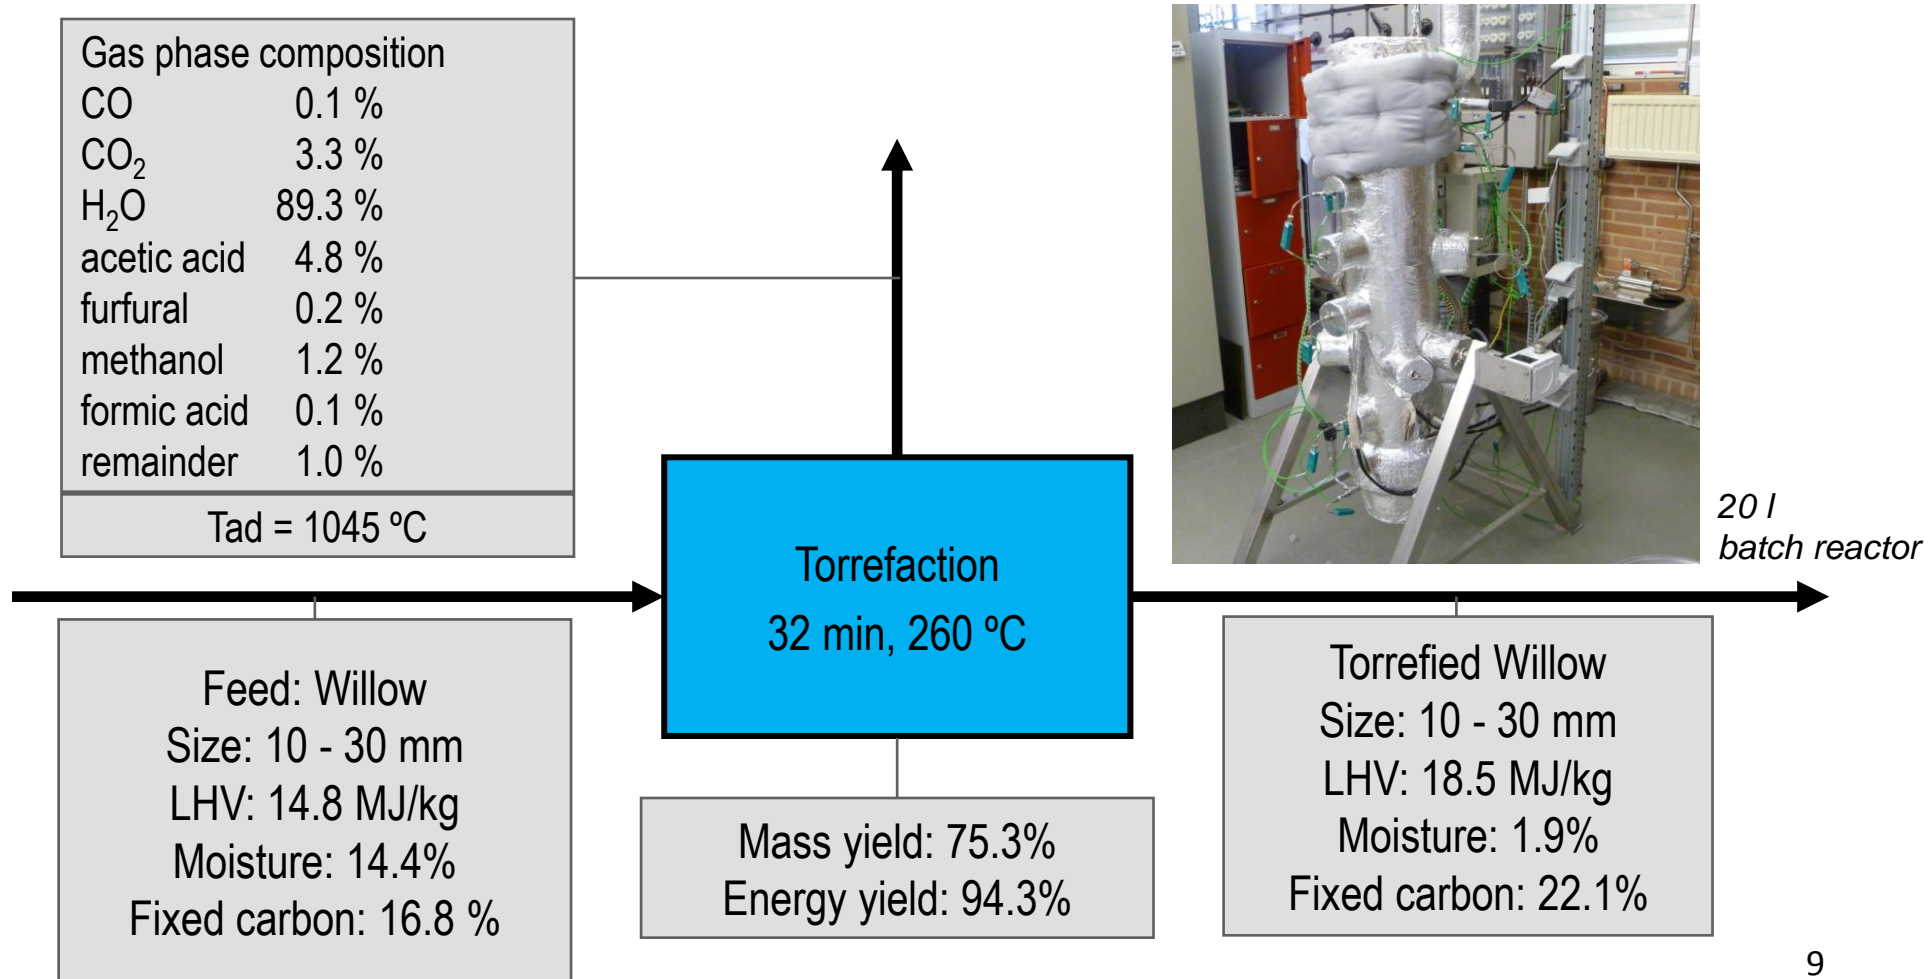 Gas phase composition
CO 0.1 %
CO₂ 3.3 %
H₂O 89.3 %
acetic acid 4.8 %
furfural 0.2 %
methanol 1.2 %
formic acid 0.1 %
remainder 1.0 %
Tad = 1045 ºC
20 l
batch reactor
Torrefaction
32 min, 260 ºC
Feed: Willow
Size: 10 - 30 mm
LHV: 14.8 MJ/kg
Moisture: 14.4%
Fixed carbon: 16.8 %
Mass yield: 75.3%
Energy yield: 94.3%
Torrefied Willow
Size: 10 - 30 mm
LHV: 18.5 MJ/kg
Moisture: 1.9%
Fixed carbon: 22.1%
9